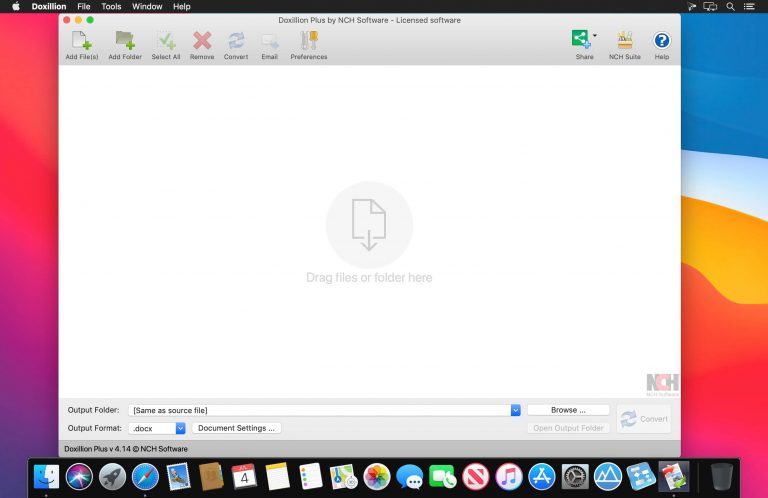 Doxillion File Tools Window Help
Doxillion Plus by NCH Software - Licensed software
Add File(s) Add Folder Select All Remove Convert Email Preferences Share NCH Suite Help
Drag files or folder here
NCH
NCH Software
Output Folder: [Same as source file] Browse ...
Output Format: .docx Document Settings ... Open Output Folder Convert
Doxillion Plus v 4.14 © NCH Software
4